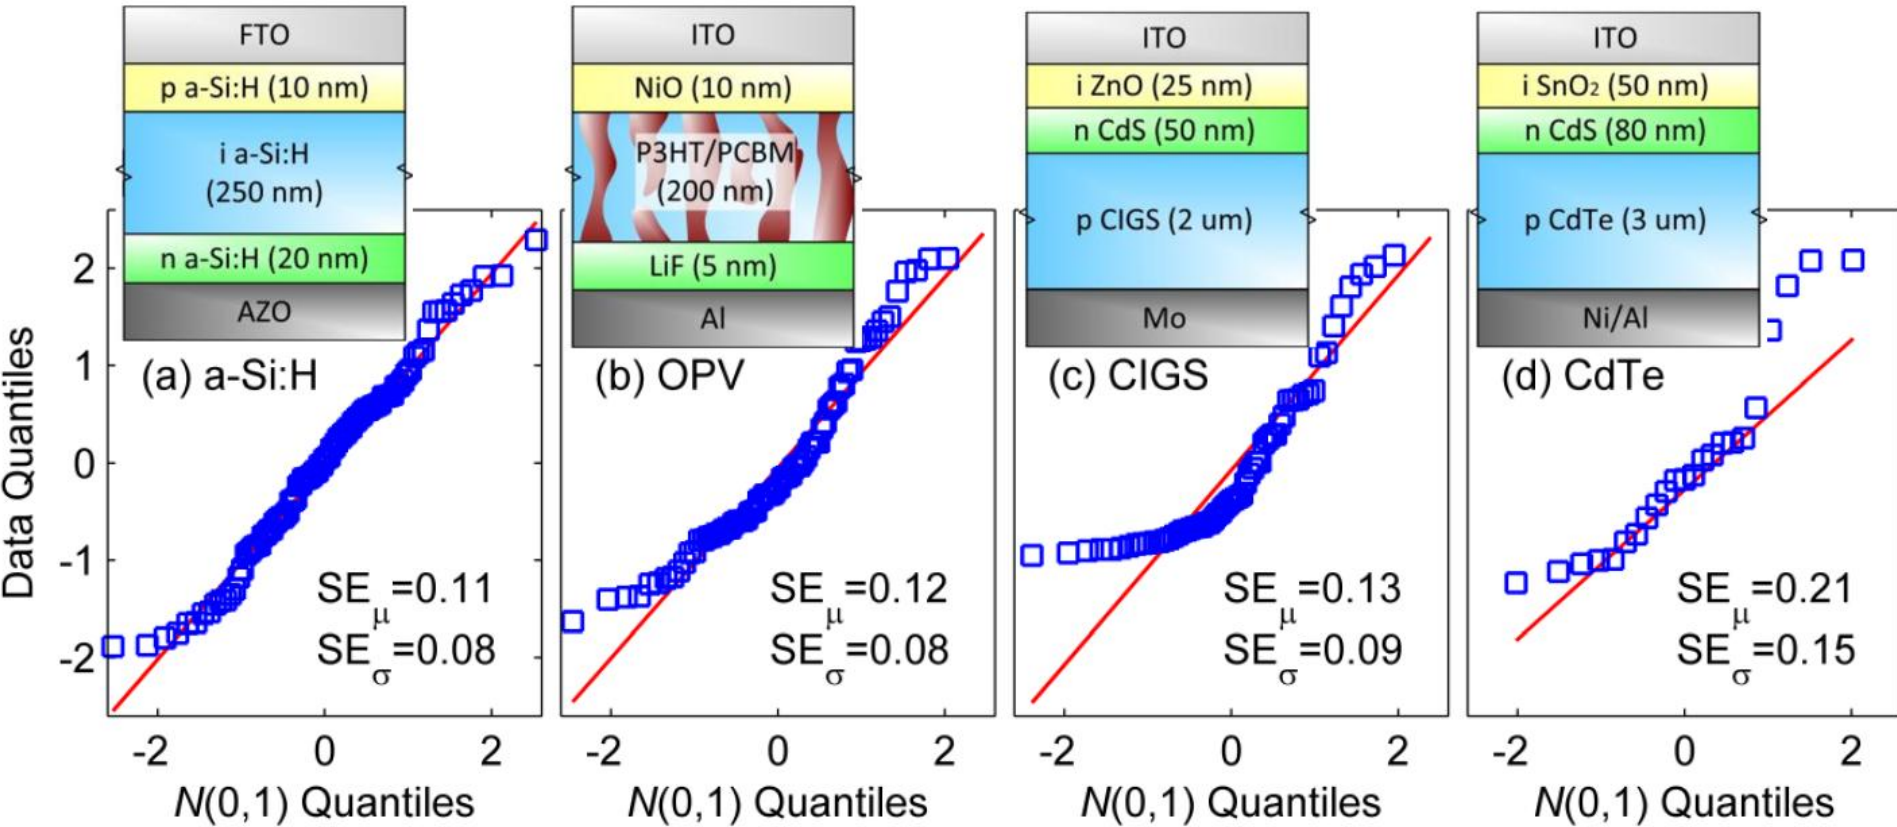 FTO
p a-Si:H (10 nm)
i a-Si:H
(250 nm)
n a-Si:H (20 nm)
AZO
(a) a-Si:H
ITO
NiO (10 nm)
P3HT/PCBM
(200 nm)
LiF (5 nm)
Al
(b) OPV
ITO
i ZnO (25 nm)
n CdS (50 nm)
p CIGS (2 um)
Mo
(c) CIGS
ITO
i SnO2 (50 nm)
n CdS (80 nm)
p CdTe (3 um)
Ni/Al
(d) CdTe
Data Quantiles
2
1
0
-1
-2
SEμ=0.11
SEσ=0.08
SEμ=0.12
SEσ=0.08
SEμ=0.13
SEσ=0.09
SEμ=0.21
SEσ=0.15
-2 0 2
-2 0 2
-2 0 2
-2 0 2
N(0,1) Quantiles
N(0,1) Quantiles
N(0,1) Quantiles
N(0,1) Quantiles